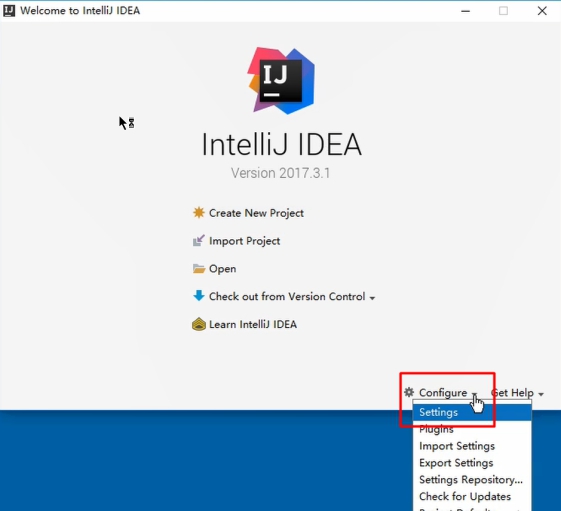 IJ Welcome to IntelliJ IDEA
IJ
IntelliJ IDEA
Version 2017.3.1
Create New Project
Import Project
Open
Check out from Version Control
Learn IntelliJ IDEA
Configure Get Help
Settings
Plugins
Import Settings
Export Settings
Settings Repository...
Check for Updates